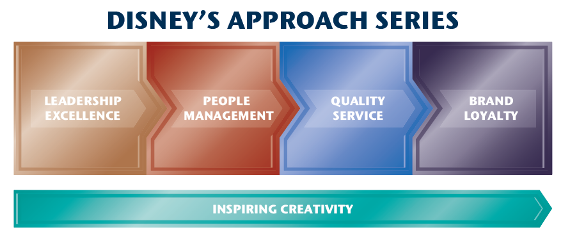 DISNEY'S APPROACH SERIES
LEADERSHIP
EXCELLENCE
PEOPLE
MANAGEMENT
QUALITY
SERVICE
BRAND
LOYALTY
INSPIRING CREATIVITY